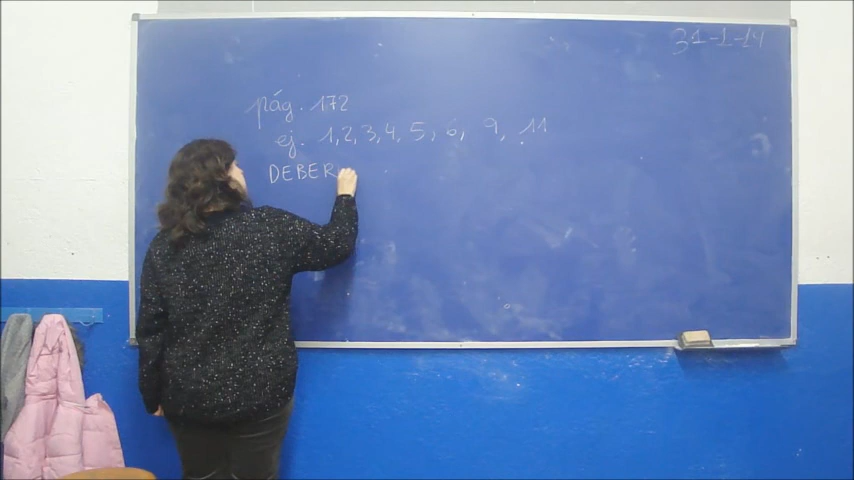 31-1-14
pág. 172
ej. 1, 2, 3, 4, 5, 6, 9, 11
DEBER